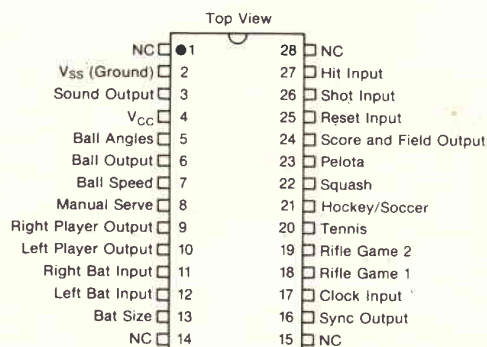 Top View
NC 1 28 NC
VSS (Ground) 2 27 Hit Input
Sound Output 3 26 Shot Input
VCC 4 25 Reset Input
Ball Angles 5 24 Score and Field Output
Ball Output 6 23 Pelota
Ball Speed 7 22 Squash
Manual Serve 8 21 Hockey/Soccer
Right Player Output 9 20 Tennis
Left Player Output 10 19 Rifle Game 2
Right Bat Input 11 18 Rifle Game 1
Left Bat Input 12 17 Clock Input
Bat Size 13 16 Sync Output
NC 14 15 NC